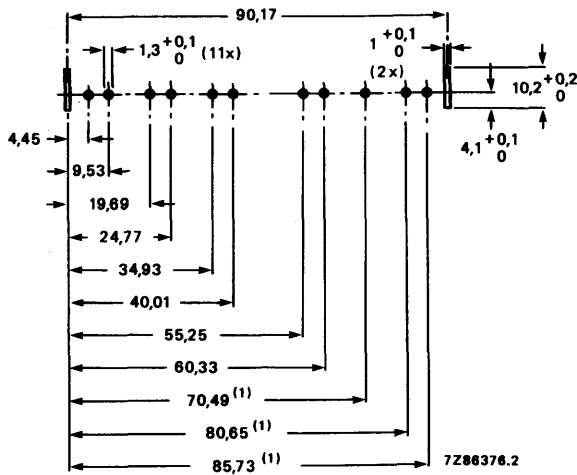 90,17
1,3 +0,1 0 (11x)
1 +0,1 0
(2x)
10,2 +0,2 0
4,1 +0,1 0
4,45
9,53
19,69
24,77
34,93
40,01
55,25
60,33
70,49 (1)
80,65 (1)
85,73 (1)
7Z86376.2